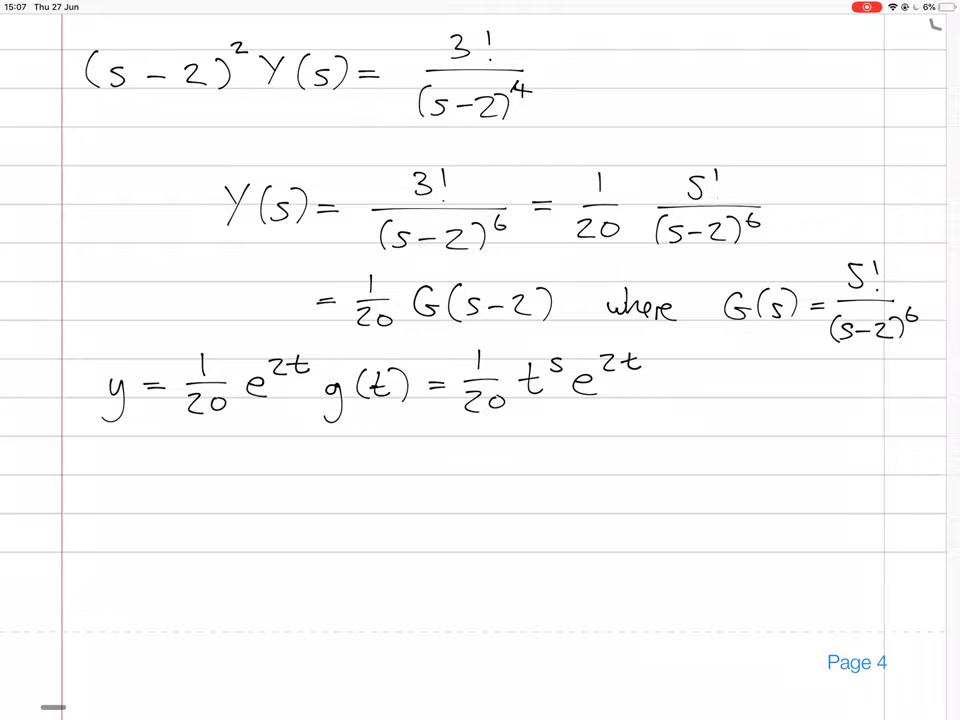 15:07 Thu 27 Jun 6%
(s - 2)² Y(s) = 3! / (s-2)⁴
Y(s) = 3! / (s-2)⁶ = 1/20 5! / (s-2)⁶
= 1/20 G(s-2) where G(s) = 5! / (s-2)⁶
y = 1/20 e^{2t} g(t) = 1/20 t⁵ e^{2t}
Page 4